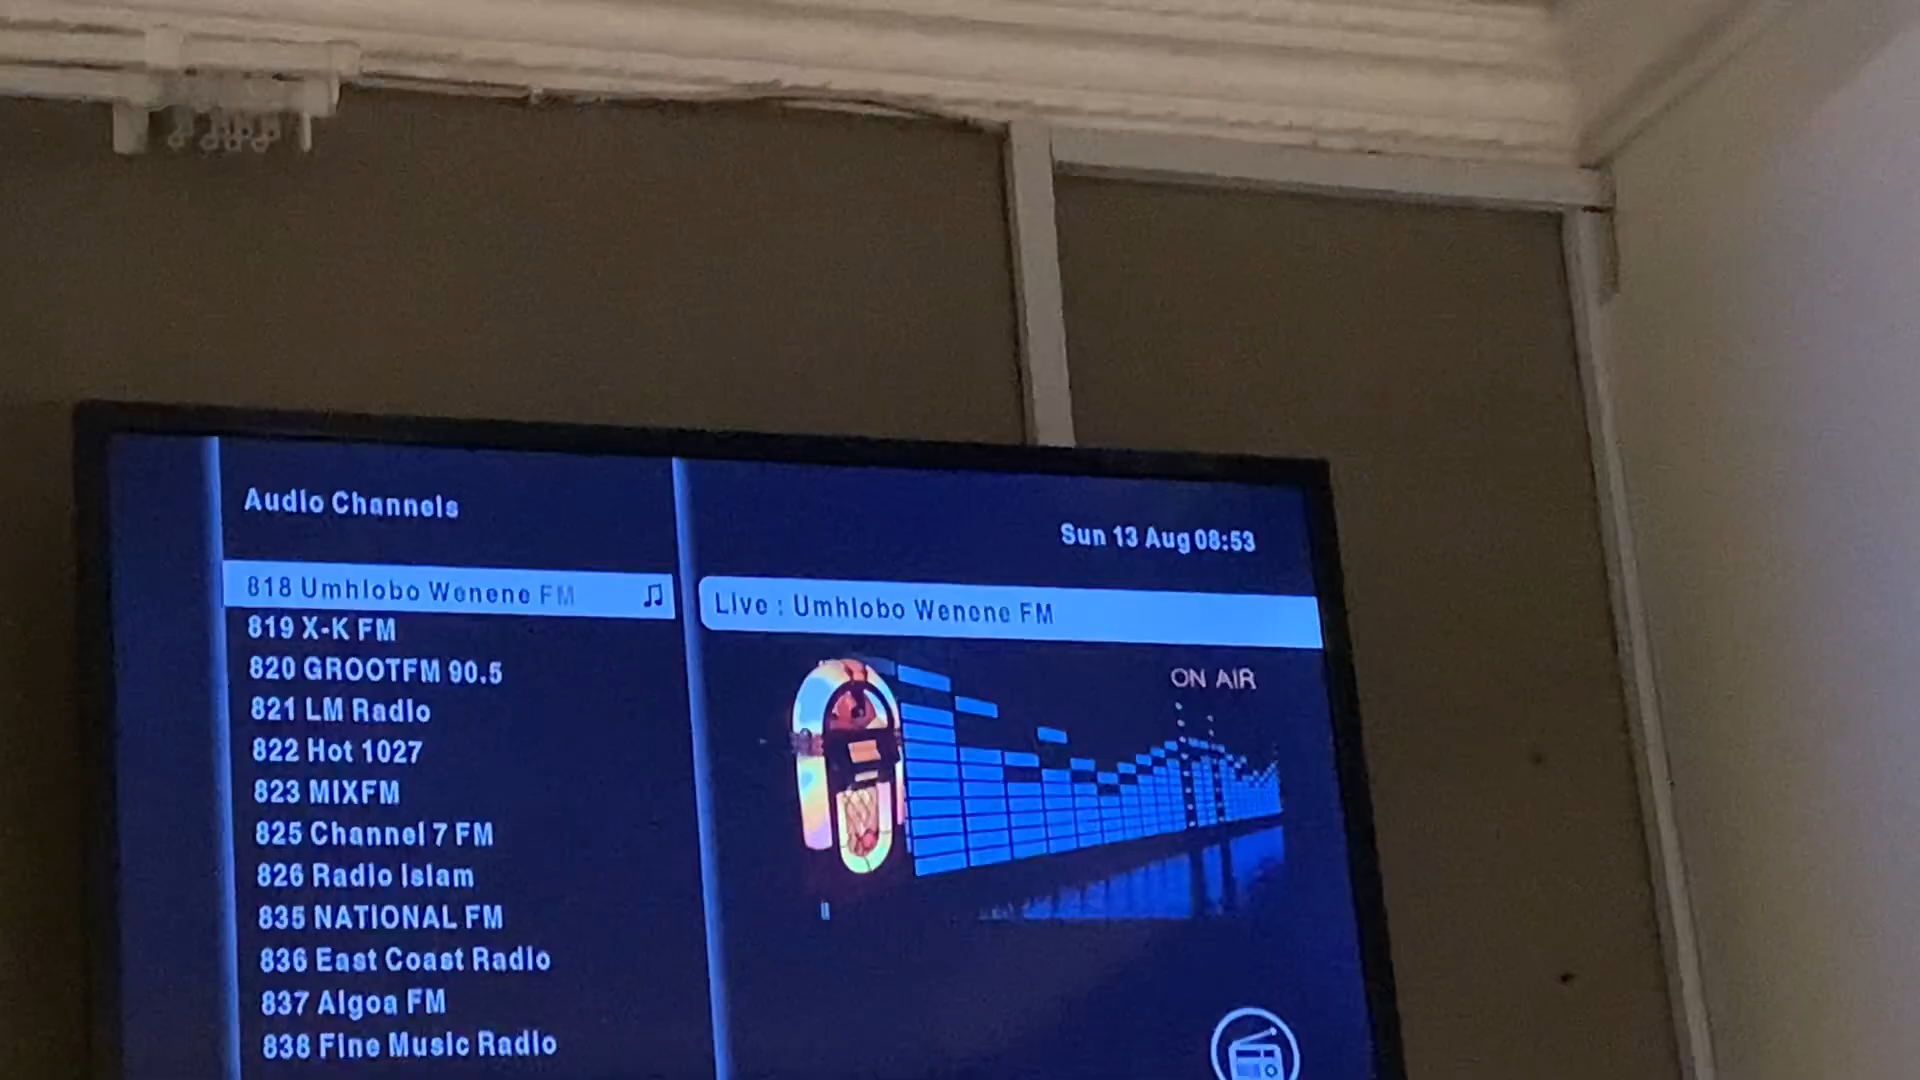 Audio Channels
Sun 13 Aug 08:53
818 Umhlobo Wenene FM
819 X-K FM
820 GROOTFM 90.5
821 LM Radio
822 Hot 1027
823 MIXFM
825 Channel 7 FM
826 Radio Islam
835 NATIONAL FM
836 East Coast Radio
837 Algoa FM
838 Fine Music Radio
Live : Umhlobo Wenene FM
ON AIR